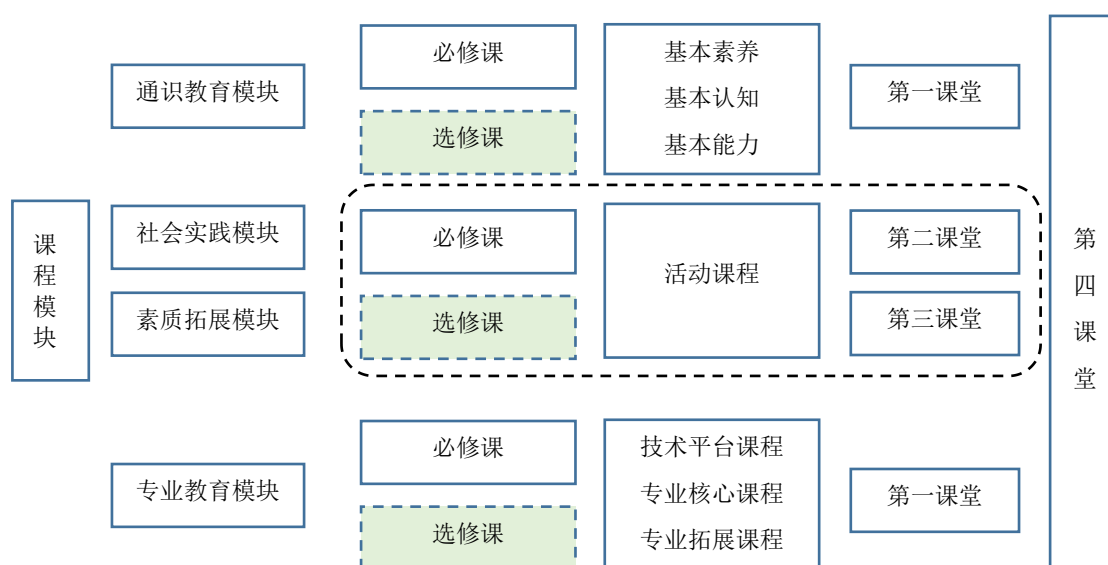 课程模块
通识教育模块
必修课
选修课
基本素养
基本认知
基本能力
第一课堂
社会实践模块
素质拓展模块
必修课
选修课
活动课程
第二课堂
第三课堂
专业教育模块
必修课
选修课
技术平台课程
专业核心课程
专业拓展课程
第一课堂
第四课堂